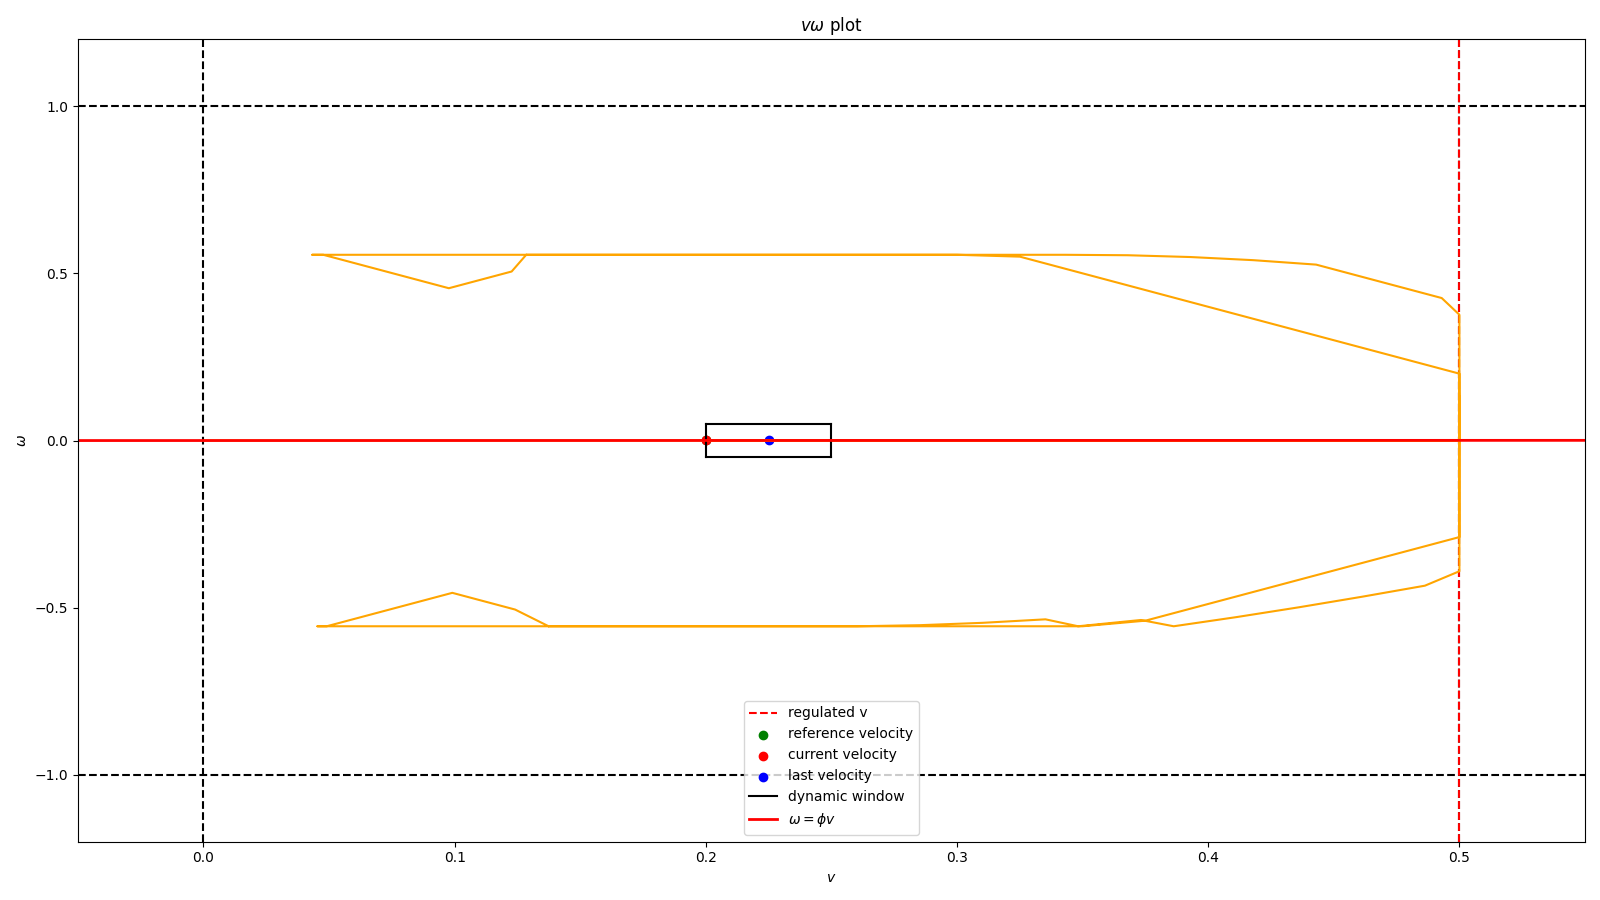 vω plot
1.0
0.5
0.0
−0.5
−1.0
ω
regulated v
reference velocity
current velocity
last velocity
dynamic window
ω = ϕv
0.0 0.1 0.2 0.3 0.4 0.5
v